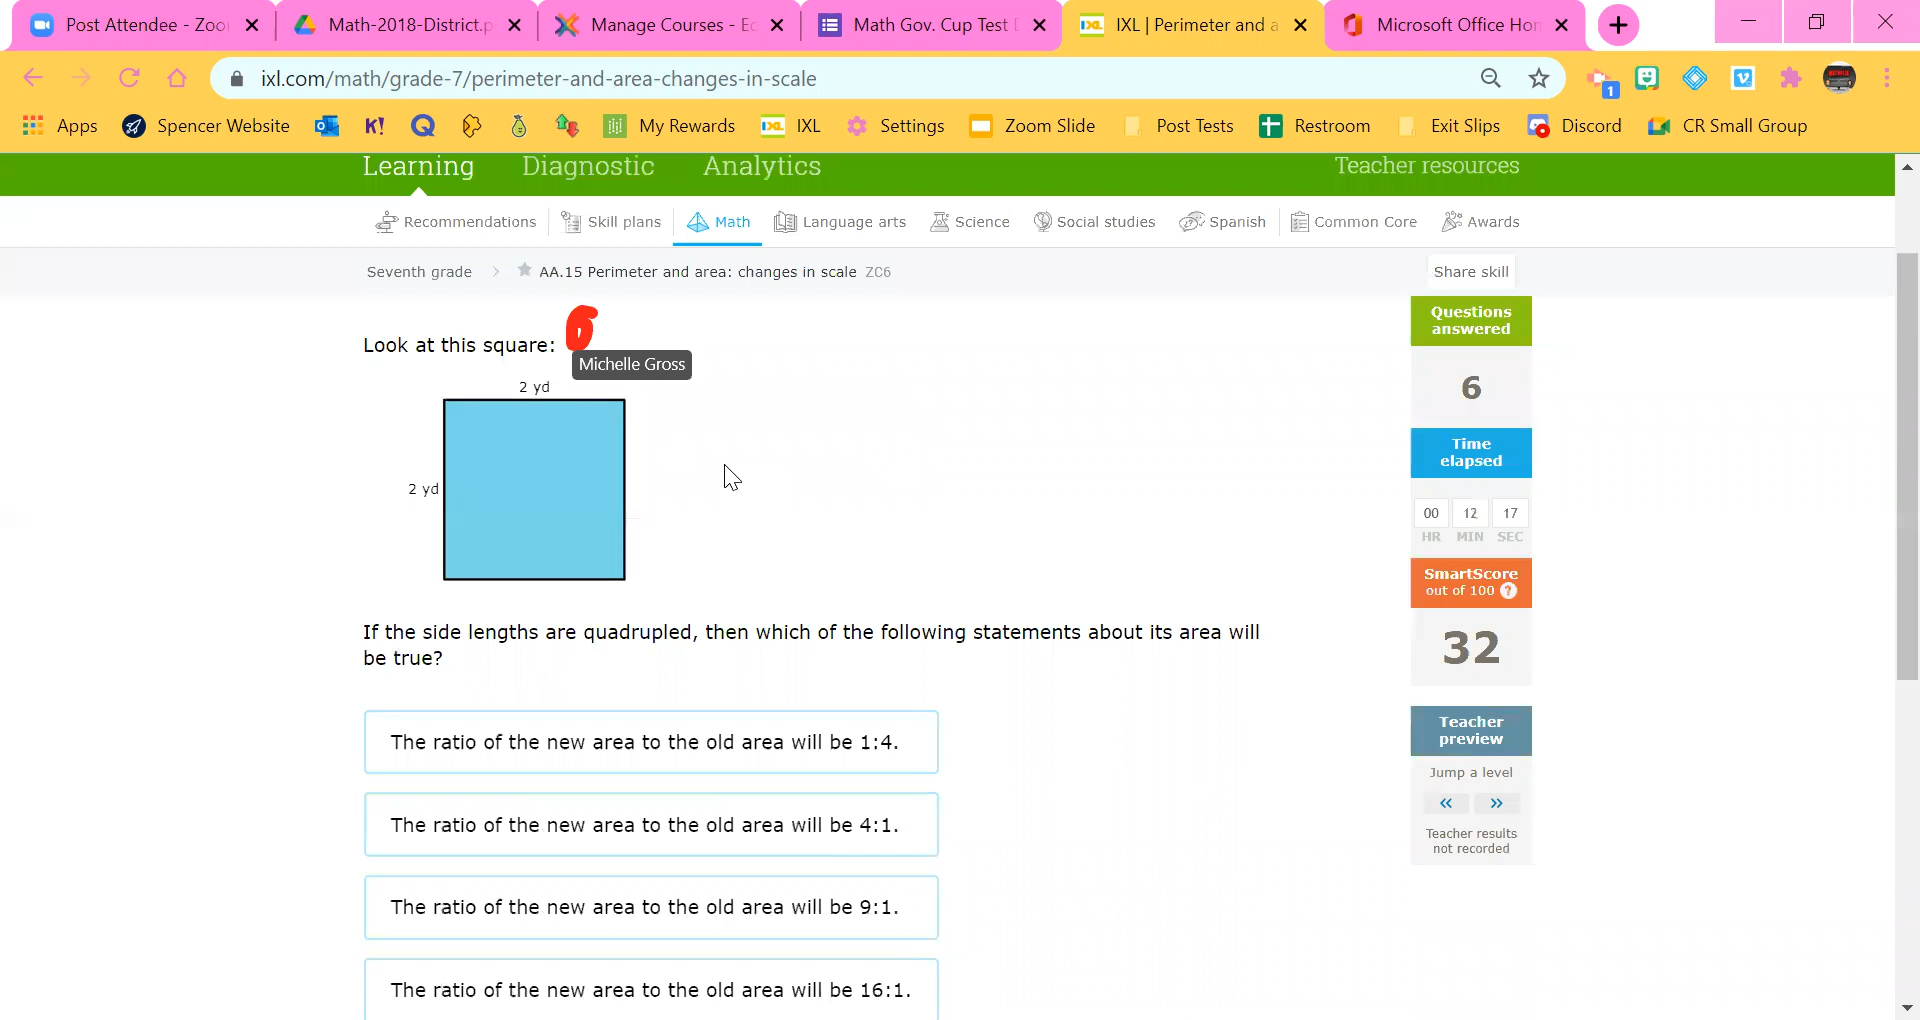 Post Attendee - Zoo
Math-2018-District.p
Manage Courses - Ec
Math Gov. Cup Test
IXL | Perimeter and a
Microsoft Office Hor
ixl.com/math/grade-7/perimeter-and-area-changes-in-scale
1
Apps
Spencer Website
K!
My Rewards
IXL
IXL
Settings
Zoom Slide
Post Tests
Restroom
Exit Slips
Discord
CR Small Group
Learning
Diagnostic
Analytics
Teacher resources
Recommendations
Skill plans
Math
Language arts
Science
Social studies
Spanish
Common Core
Awards
Seventh grade > AA.15 Perimeter and area: changes in scale ZC6
Share skill
Look at this square:
Michelle Gross
2 yd
2 yd
If the side lengths are quadrupled, then which of the following statements about its area will
be true?
The ratio of the new area to the old area will be 1:4.
The ratio of the new area to the old area will be 4:1.
The ratio of the new area to the old area will be 9:1.
The ratio of the new area to the old area will be 16:1.
Questions
answered
6
Time
elapsed
00 12 17
HR MIN SEC
SmartScore
out of 100 ?
32
Teacher
preview
Jump a level
« »
Teacher results
not recorded